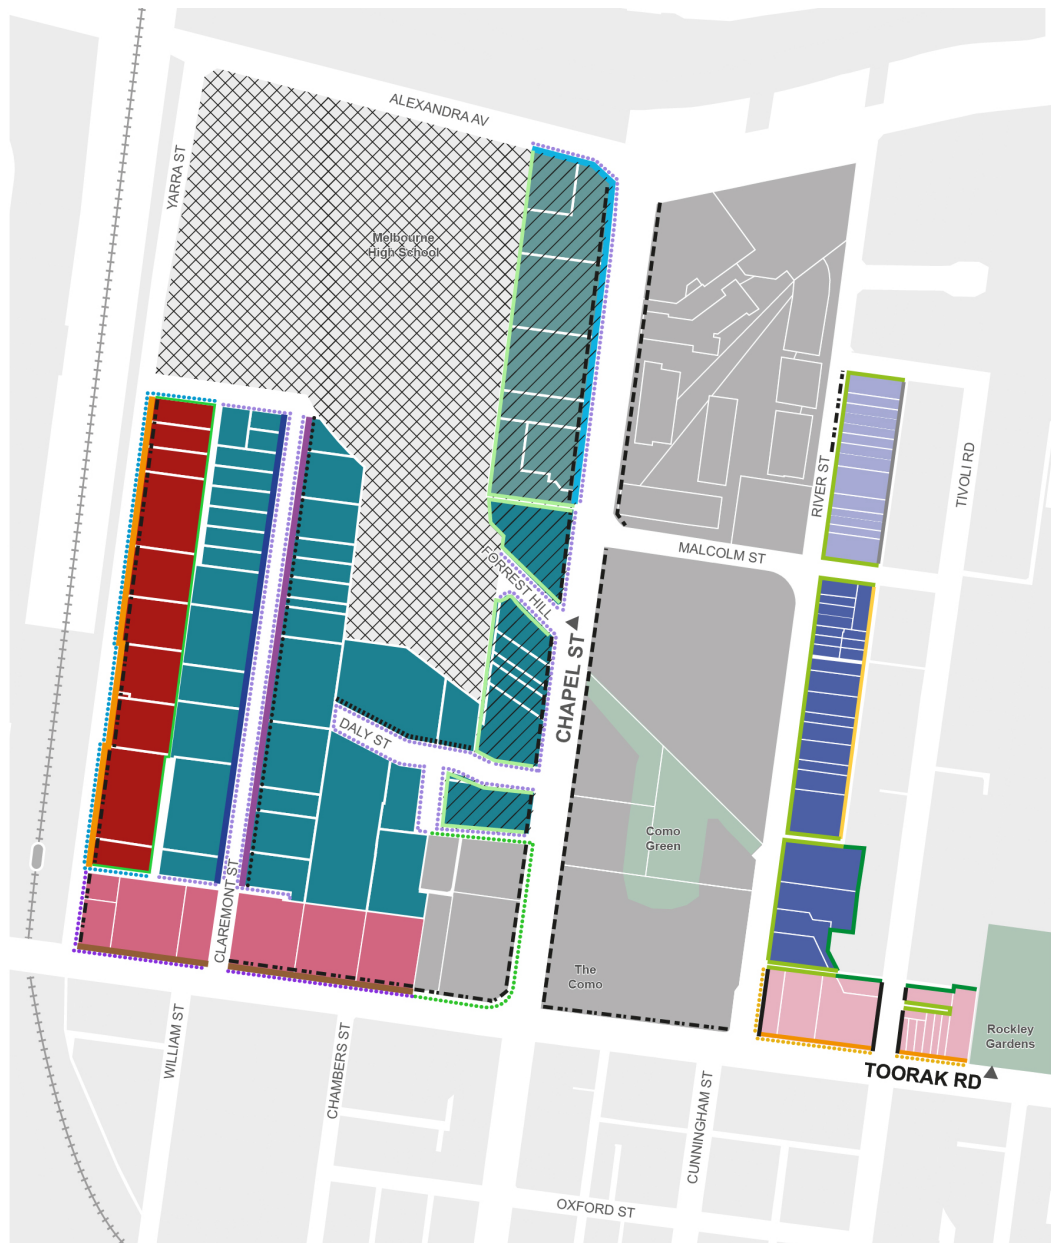 ALEXANDRA AV
YARRA ST
Melbourne
High School
TIVOLI RD
RIVER ST
MALCOLM ST
FORREST HILL
CHAPEL ST
DALY ST
Como
Green
CLAREMONT ST
The
Como
Rockley
Gardens
WILLIAM ST
CHAMBERS ST
TOORAK RD
CUNNINGHAM ST
OXFORD ST